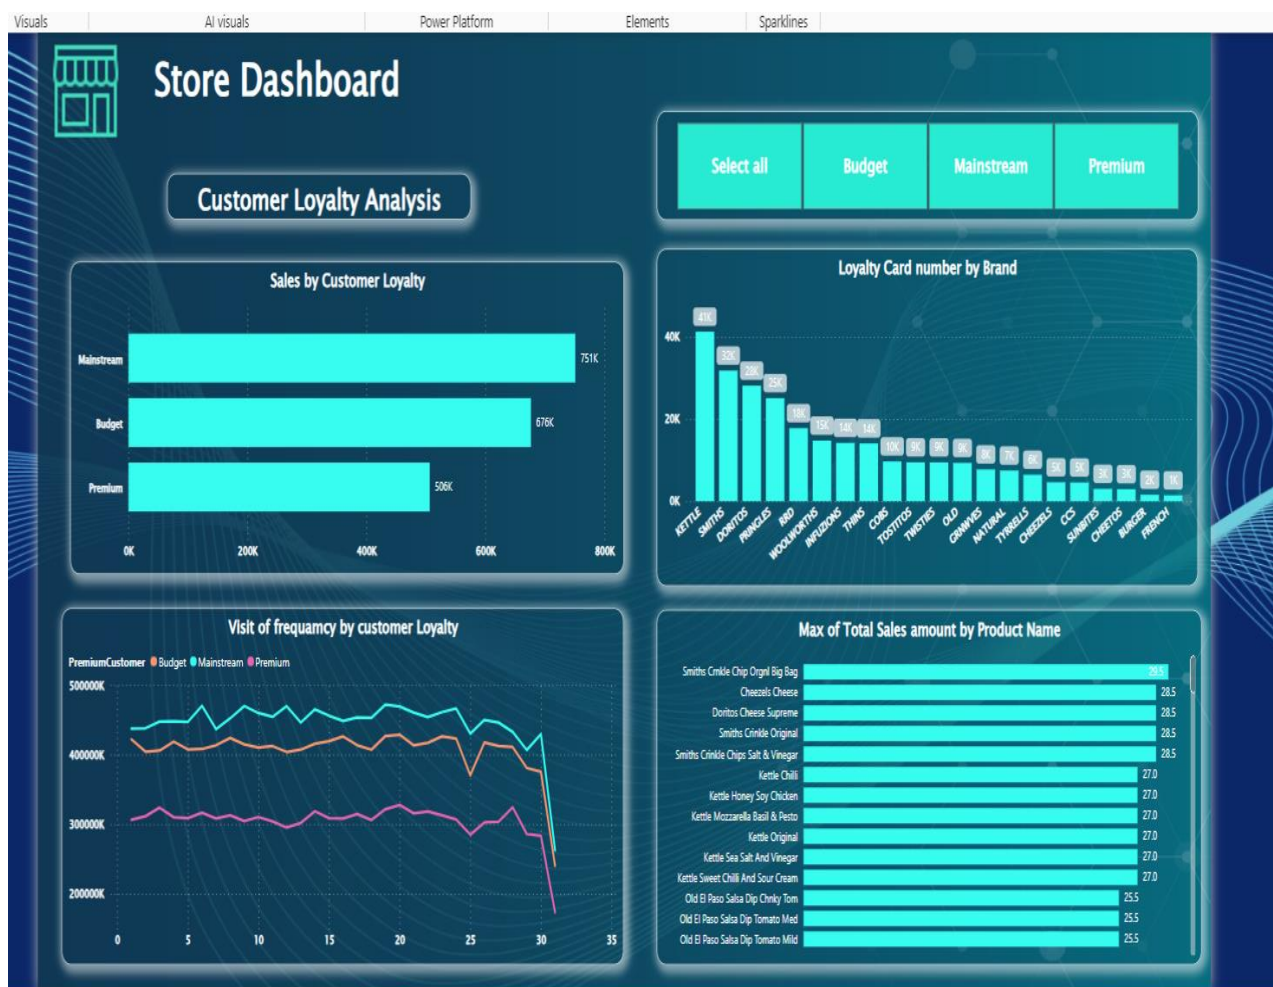 Visuals AI visuals Power Platform Elements Sparklines
Store Dashboard
Select all Budget Mainstream Premium
Customer Loyalty Analysis
Sales by Customer Loyalty
Mainstream 751K
Budget 676K
Premium 506K
0K 200K 400K 600K 800K
Loyalty Card number by Brand
40K
20K
0K
41K 32K 28K 25K 18K 15K 14K 14K 10K 9K 9K 9K 8K 7K 6K 5K 5K 3K 3K 2K 1K
KETTLE SMITHS DORITOS PRINGLES RRD WOOLWORTHS INFUZIONS THINS COBS TOSTITOS TWISTIES OLD GRNWVES NATURAL TYRRELLS CHEEZELS CCS SUNBITES CHEETOS BURGER FRENCH
Visit of frequamcy by customer Loyalty
PremiumCustomer Budget Mainstream Premium
500000K
400000K
300000K
200000K
0 5 10 15 20 25 30 35
Max of Total Sales amount by Product Name
Smiths Crnkle Chip Orgnl Big Bag 29.5
Cheezels Cheese 28.5
Doritos Cheese Supreme 28.5
Smiths Crinkle Original 28.5
Smiths Crinkle Chips Salt & Vinegar 28.5
Kettle Chilli 27.0
Kettle Honey Soy Chicken 27.0
Kettle Mozzarella Basil & Pesto 27.0
Kettle Original 27.0
Kettle Sea Salt And Vinegar 27.0
Kettle Sweet Chilli And Sour Cream 27.0
Old El Paso Salsa Dip Chnky Tom 25.5
Old El Paso Salsa Dip Tomato Med 25.5
Old El Paso Salsa Dip Tomato Mild 25.5